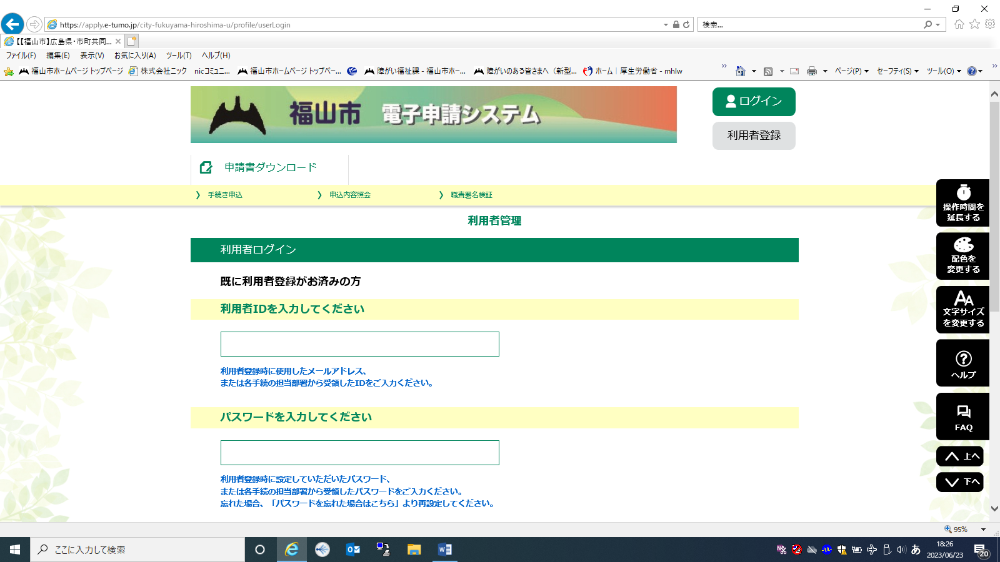 https://apply.e-tumo.jp/city-fukuyama-hiroshima-u/profile/userLogin
検索...
【【福山市】広島県・市町共同...
ファイル(F) 編集(E) 表示(V) お気に入り(A) ツール(T) ヘルプ(H)
福山市ホームページ トップページ 株式会社ニック nicコミュニ... 福山市ホームページ トップペー... 障がい福祉課 - 福山市ホー... 障がいのある皆さまへ（新型... ホーム｜厚生労働省 - mhlw
ページ(P) セーフティ(S) ツール(O)
福山市 電子申請システム
ログイン
利用者登録
申請書ダウンロード
手続き申込 申込内容照会 職責署名検証
利用者管理
利用者ログイン
既に利用者登録がお済みの方
利用者IDを入力してください
利用者登録時に使用したメールアドレス、
または各手続の担当部署から受領したIDをご入力ください。
パスワードを入力してください
利用者登録時に設定していただいたパスワード、
または各手続の担当部署から受領したパスワードをご入力ください。
忘れた場合、「パスワードを忘れた場合はこちら」より再設定してください。
操作時間を
延長する
配色を
変更する
文字サイズ
を変更する
ヘルプ
FAQ
上へ
下へ
95%
ここに入力して検索
あ
18:26
2023/06/23
20